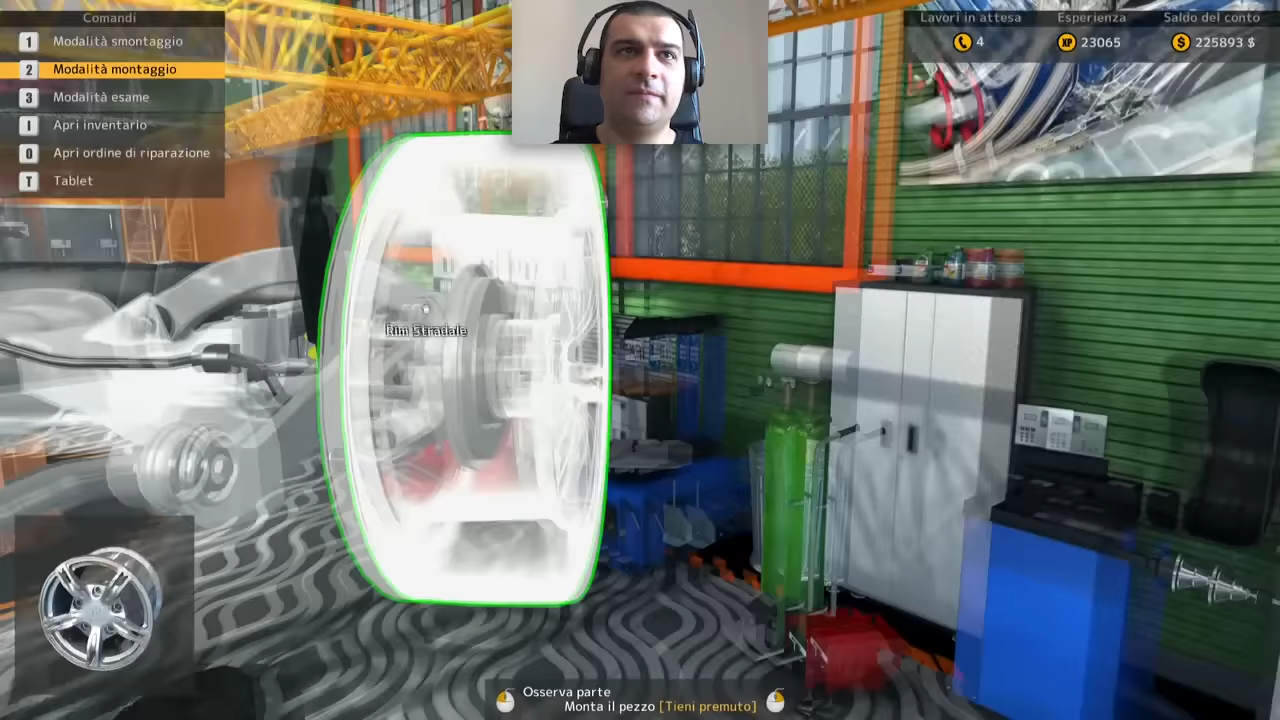 Comandi
1 Modalità smontaggio
2 Modalità montaggio
3 Modalità esame
I Apri inventario
O Apri ordine di riparazione
T Tablet
Lavori in attesa
4
Esperienza
XP 23065
Saldo del conto
$ 225893 $
Rim Stradale
Osserva parte
Monta il pezzo [Tieni premuto]